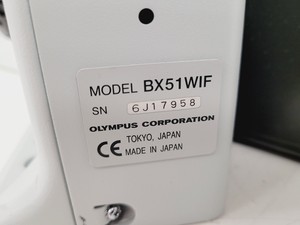 MODEL BX51WIF
SN 6J17958
OLYMPUS CORPORATION
TOKYO, JAPAN
CE MADE IN JAPAN